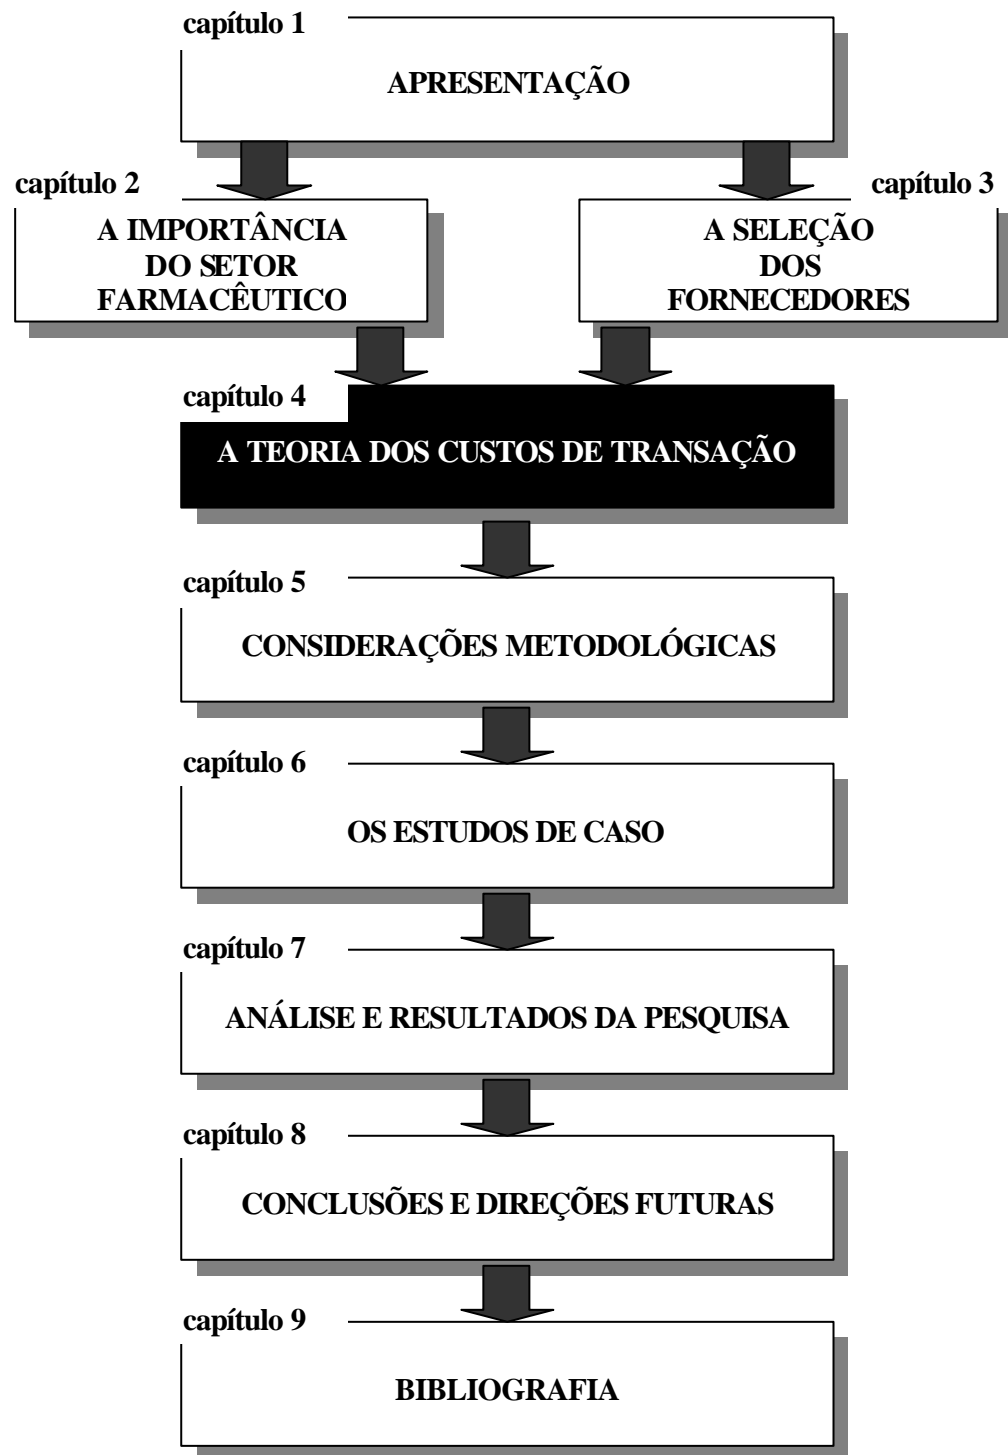 capítulo 1
APRESENTAÇÃO
capítulo 2
A IMPORTÂNCIA
DO SETOR
FARMACÊUTICO
capítulo 3
A SELEÇÃO
DOS
FORNECEDORES
capítulo 4
A TEORIA DOS CUSTOS DE TRANSAÇÃO
capítulo 5
CONSIDERAÇÕES METODOLÓGICAS
capítulo 6
OS ESTUDOS DE CASO
capítulo 7
ANÁLISE E RESULTADOS DA PESQUISA
capítulo 8
CONCLUSÕES E DIREÇÕES FUTURAS
capítulo 9
BIBLIOGRAFIA